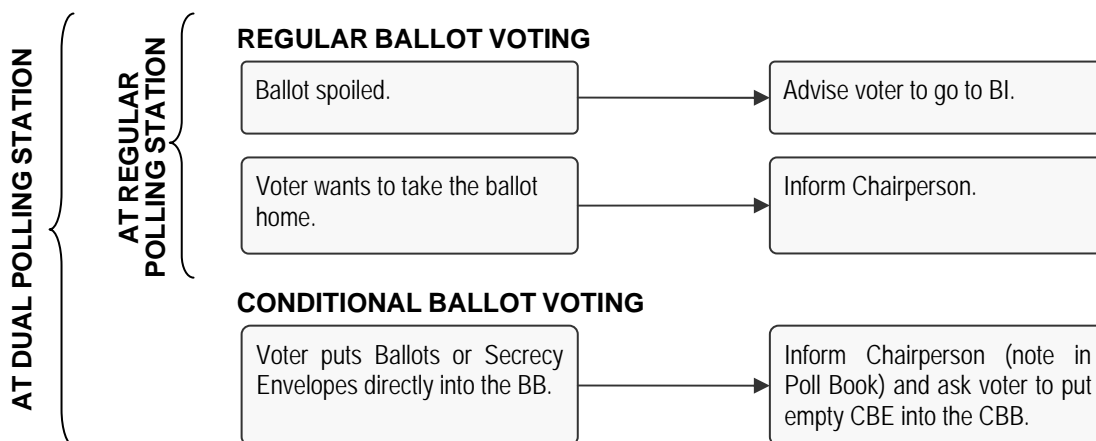 AT DUAL POLLING STATION
AT REGULAR
POLLING STATION
REGULAR BALLOT VOTING
Ballot spoiled.
Advise voter to go to BI.
Voter wants to take the ballot
home.
Inform Chairperson.
CONDITIONAL BALLOT VOTING
Voter puts Ballots or Secrecy
Envelopes directly into the BB.
Inform Chairperson (note in
Poll Book) and ask voter to put
empty CBE into the CBB.